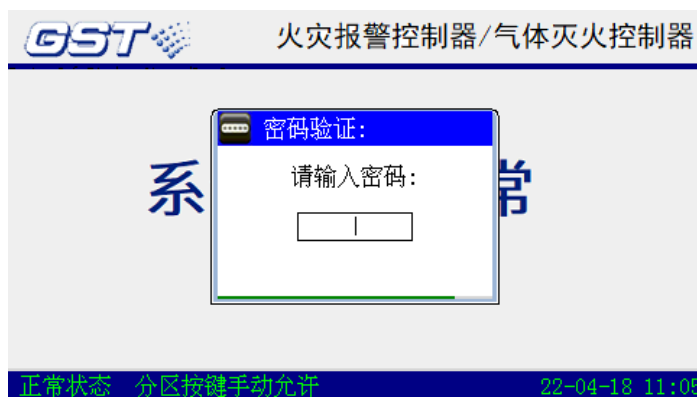 GST 火灾报警控制器/气体灭火控制器
密码验证:
请输入密码:
系 常
正常状态 分区按键手动允许 22-04-18 11:05